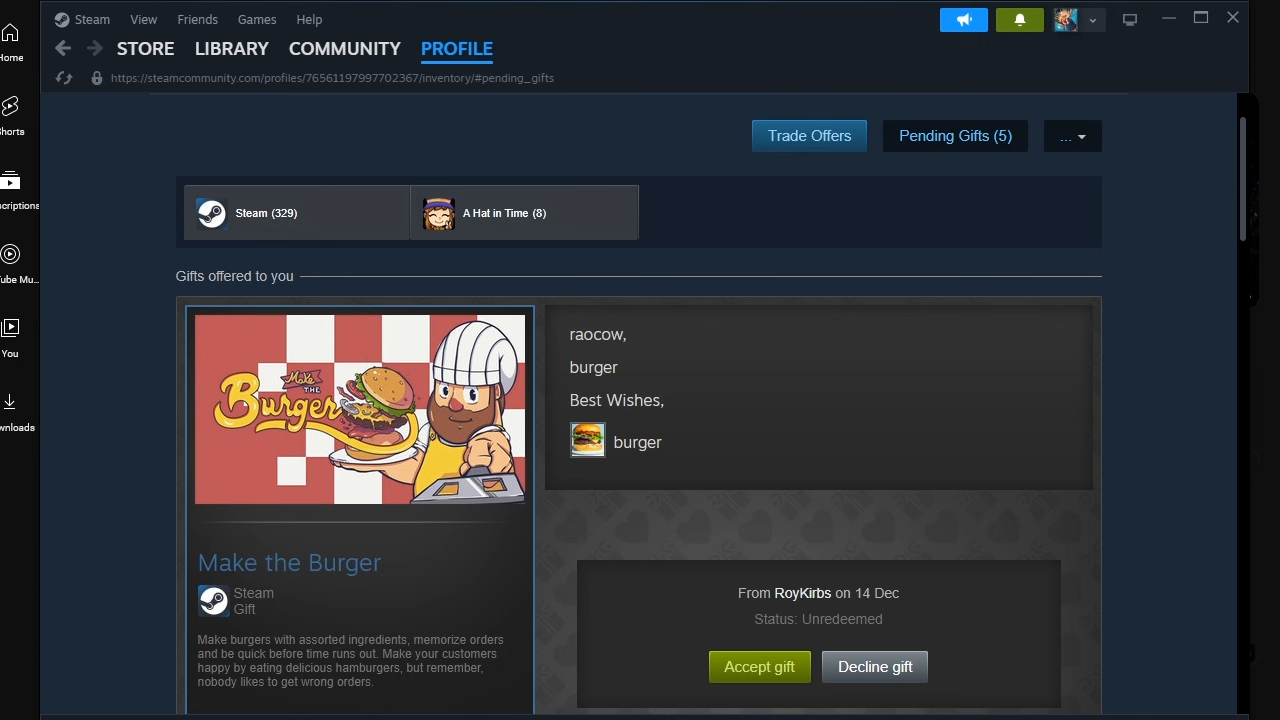 Steam View Friends Games Help
STORE LIBRARY COMMUNITY PROFILE
https://steamcommunity.com/profiles/76561197997702367/inventory/#pending_gifts
Home
Shorts
You
Trade Offers Pending Gifts (5) ...
Steam (329) A Hat in Time (8)
Gifts offered to you
Make
THE
Burger
raocow,
burger
Best Wishes,
burger
Make the Burger
Steam
Gift
Make burgers with assorted ingredients, memorize orders
and be quick before time runs out. Make your customers
happy by eating delicious hamburgers, but remember,
nobody likes to get wrong orders.
From RoyKirbs on 14 Dec
Status: Unredeemed
Accept gift Decline gift